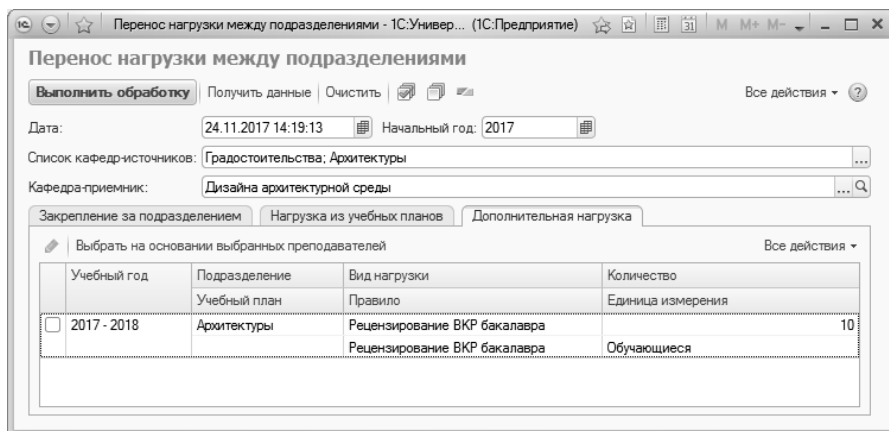 Перенос нагрузки между подразделениями - 1С:Универ... (1С:Предприятие) 31 M M+ M-
Перенос нагрузки между подразделениями
Выполнить обработку Получить данные Очистить Все действия ?
Дата: 24.11.2017 14:19:13 Начальный год: 2017
Список кафедр-источников: Градостоительства; Архитектуры ...
Кафедра-приемник: Дизайна архитектурной среды ...
Закрепление за подразделением Нагрузка из учебных планов Дополнительная нагрузка
Выбрать на основании выбранных преподавателей Все действия
Учебный год Подразделение Вид нагрузки Количество
Учебный план Правило Единица измерения
2017 - 2018 Архитектуры Рецензирование ВКР бакалавра 10
Рецензирование ВКР бакалавра Обучающиеся